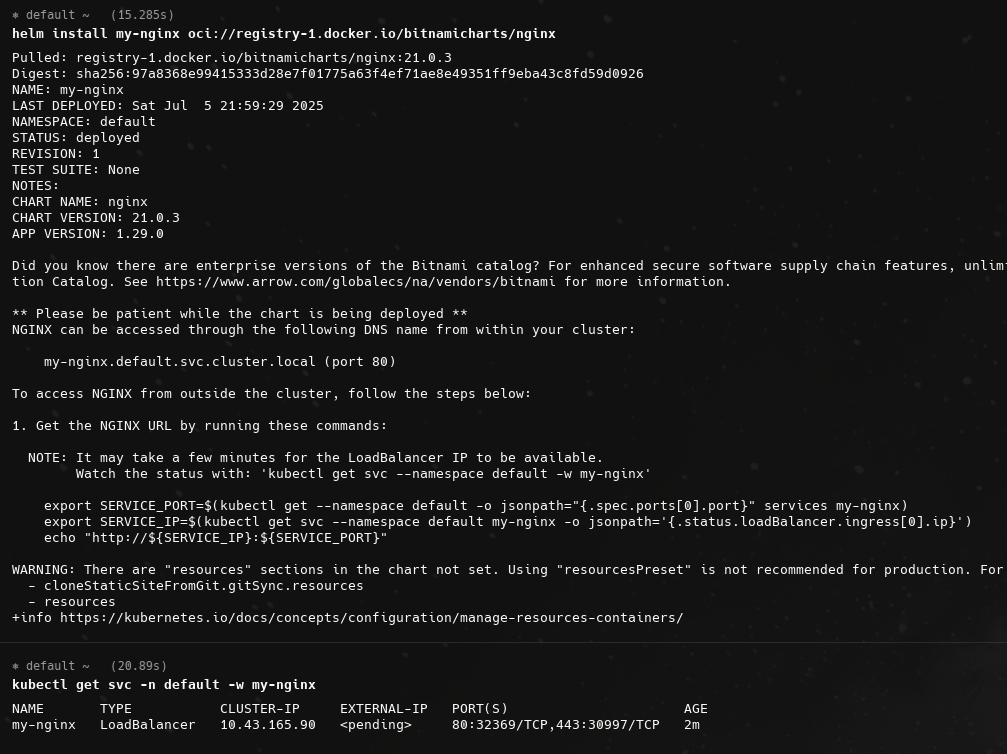 ✱ default ~ (15.285s)
helm install my-nginx oci://registry-1.docker.io/bitnamicharts/nginx
Pulled: registry-1.docker.io/bitnamicharts/nginx:21.0.3
Digest: sha256:97a8368e99415333d28e7f01775a63f4ef71ae8e49351ff9eba43c8fd59d0926
NAME: my-nginx
LAST DEPLOYED: Sat Jul  5 21:59:29 2025
NAMESPACE: default
STATUS: deployed
REVISION: 1
TEST SUITE: None
NOTES:
CHART NAME: nginx
CHART VERSION: 21.0.3
APP VERSION: 1.29.0
Did you know there are enterprise versions of the Bitnami catalog? For enhanced secure software supply chain features, unlim
tion Catalog. See https://www.arrow.com/globalecs/na/vendors/bitnami for more information.
** Please be patient while the chart is being deployed **
NGINX can be accessed through the following DNS name from within your cluster:
my-nginx.default.svc.cluster.local (port 80)
To access NGINX from outside the cluster, follow the steps below:
1. Get the NGINX URL by running these commands:
NOTE: It may take a few minutes for the LoadBalancer IP to be available.
Watch the status with: 'kubectl get svc --namespace default -w my-nginx'
export SERVICE_PORT=$(kubectl get --namespace default -o jsonpath="{.spec.ports[0].port}" services my-nginx)
export SERVICE_IP=$(kubectl get svc --namespace default my-nginx -o jsonpath='{.status.loadBalancer.ingress[0].ip}')
echo "http://${SERVICE_IP}:${SERVICE_PORT}"
WARNING: There are "resources" sections in the chart not set. Using "resourcesPreset" is not recommended for production. For
- cloneStaticSiteFromGit.gitSync.resources
- resources
+info https://kubernetes.io/docs/concepts/configuration/manage-resources-containers/
✱ default ~ (20.89s)
kubectl get svc -n default -w my-nginx
NAME TYPE CLUSTER-IP EXTERNAL-IP PORT(S) AGE
my-nginx LoadBalancer 10.43.165.90 <pending> 80:32369/TCP,443:30997/TCP 2m